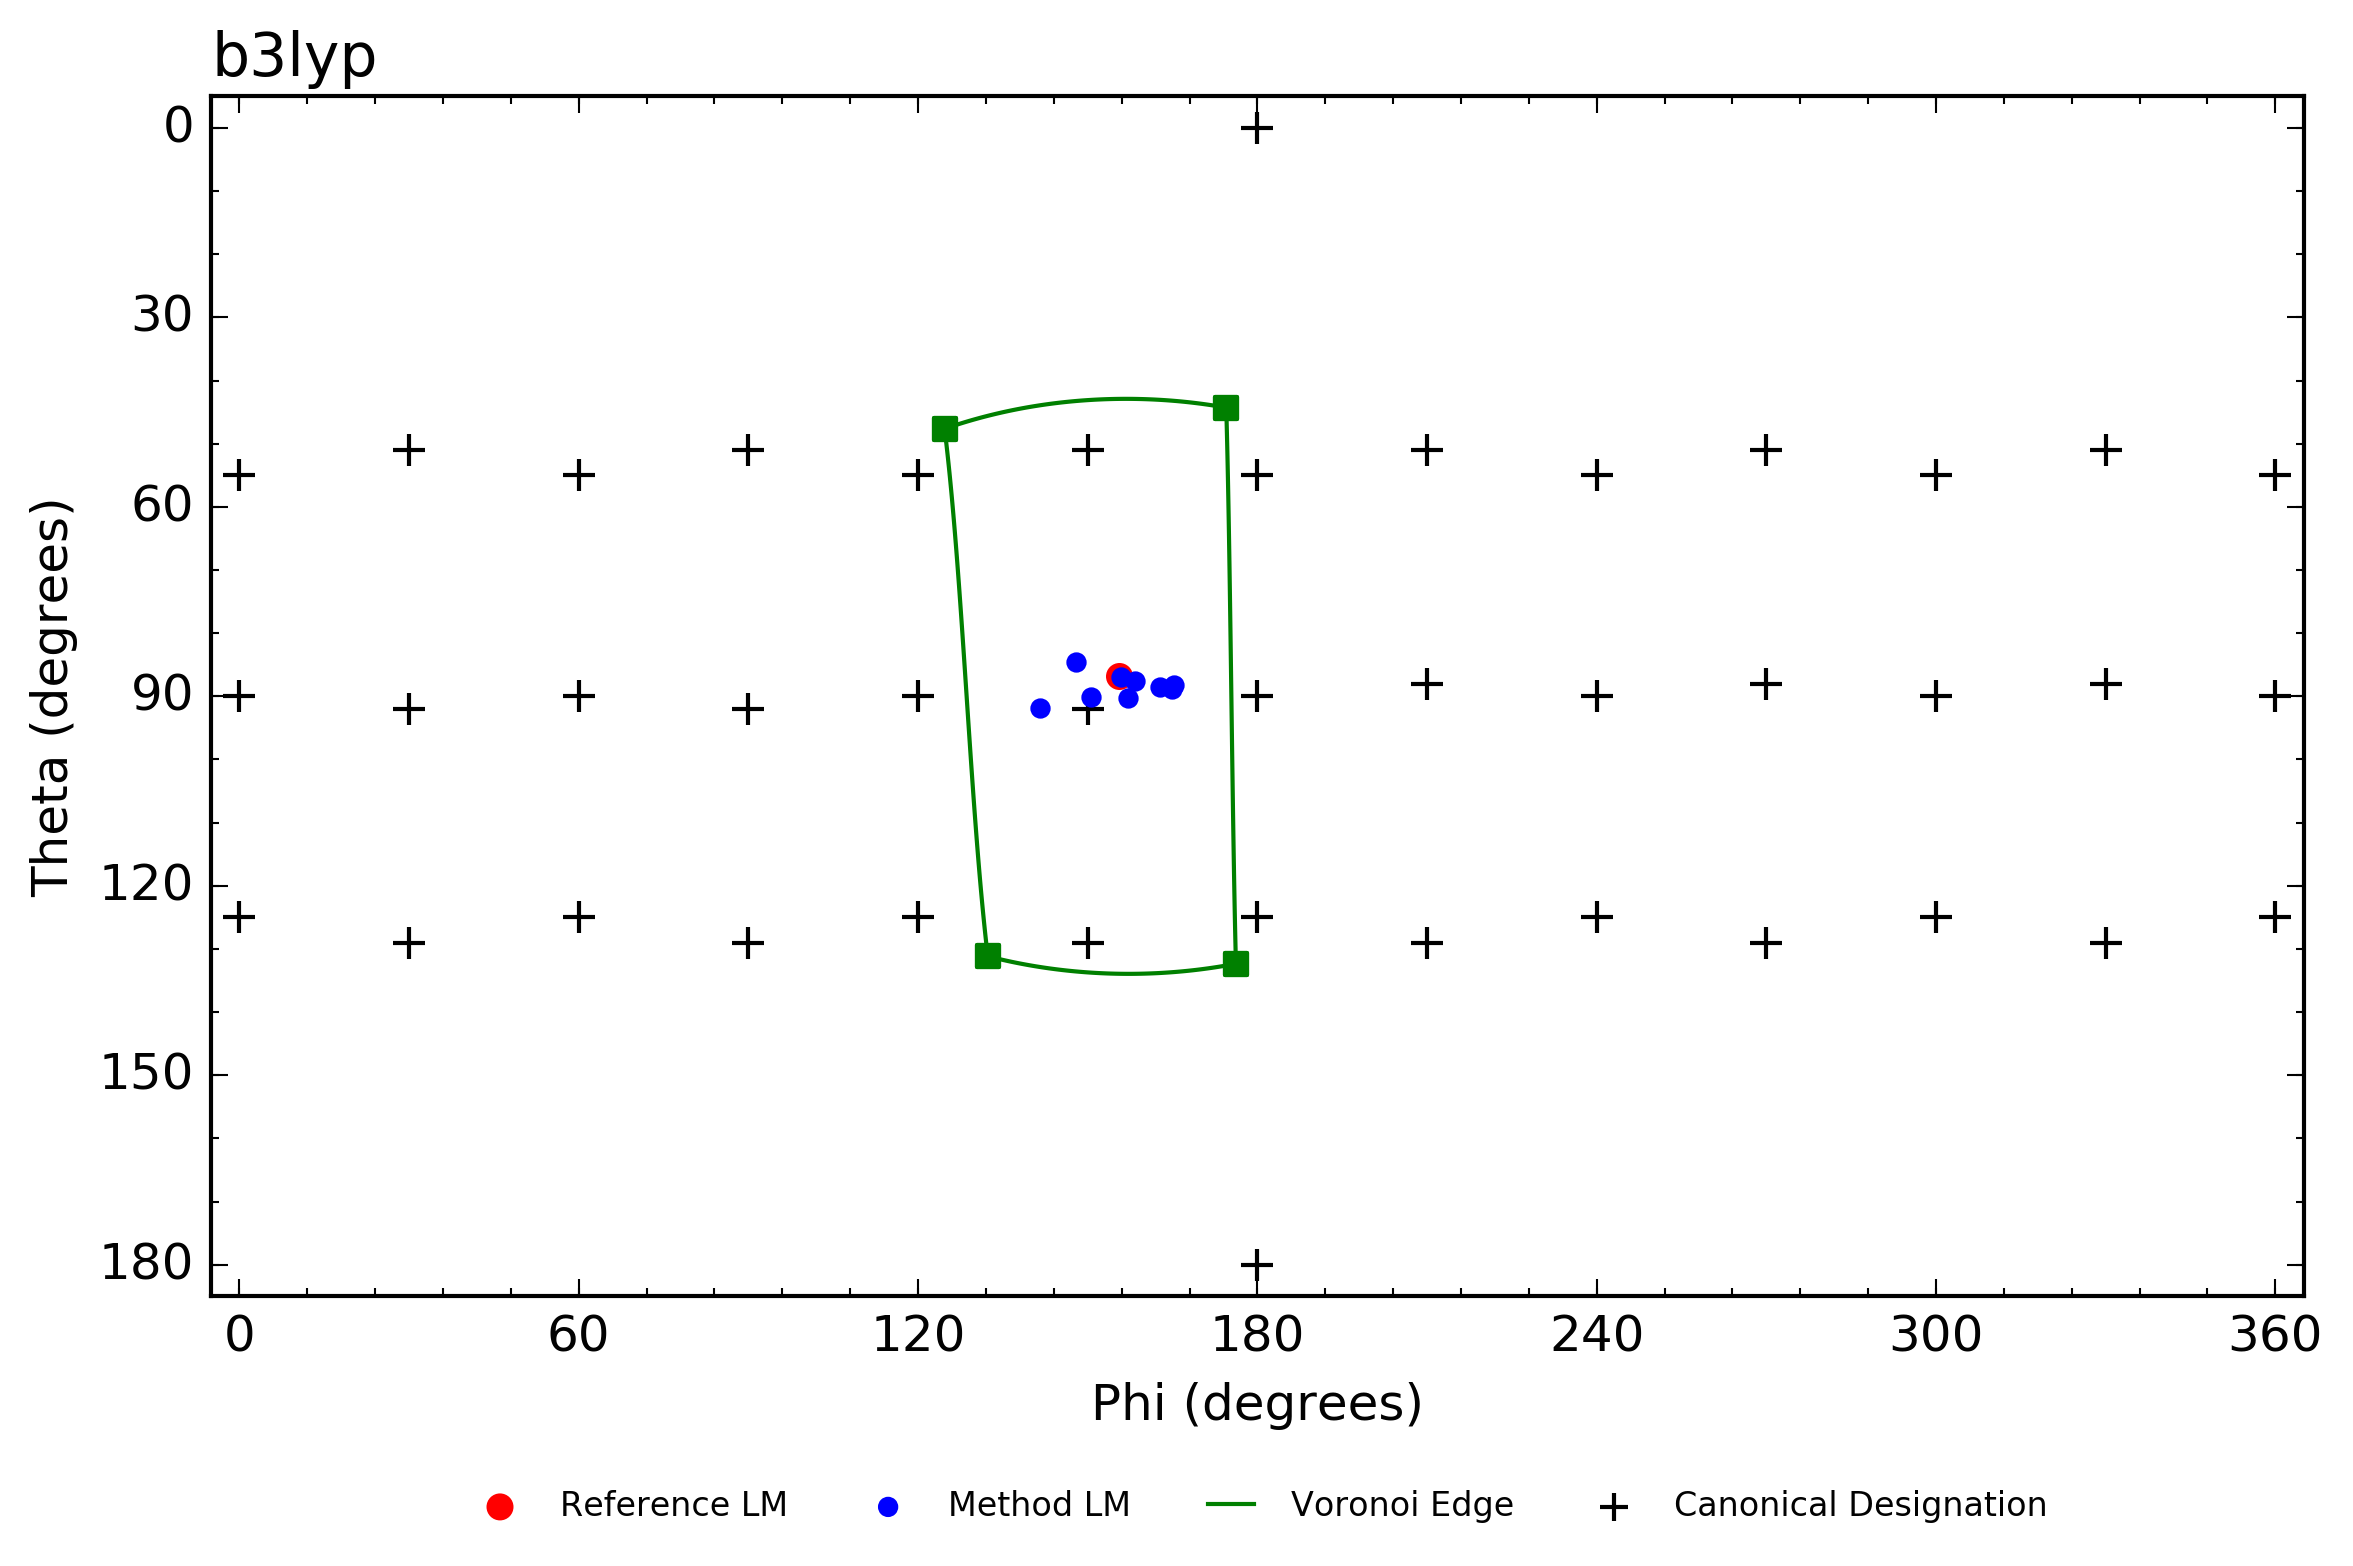 b3lyp
0
30
60
90
120
150
180
Theta (degrees)
0 60 120 180 240 300 360
Phi (degrees)
Reference LM Method LM Voronoi Edge Canonical Designation